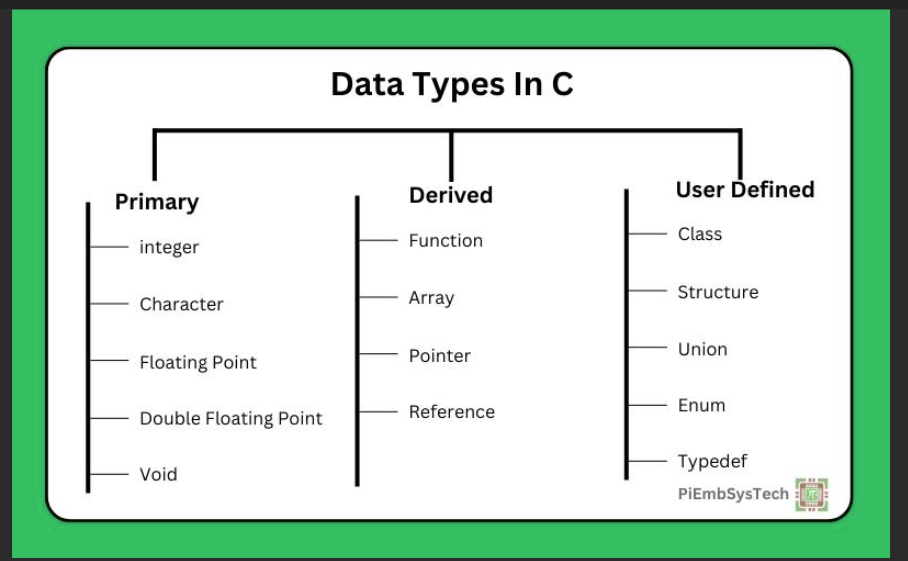 Data Types In C
Primary
integer
Character
Floating Point
Double Floating Point
Void
Derived
Function
Array
Pointer
Reference
User Defined
Class
Structure
Union
Enum
Typedef
PiEmbSysTech